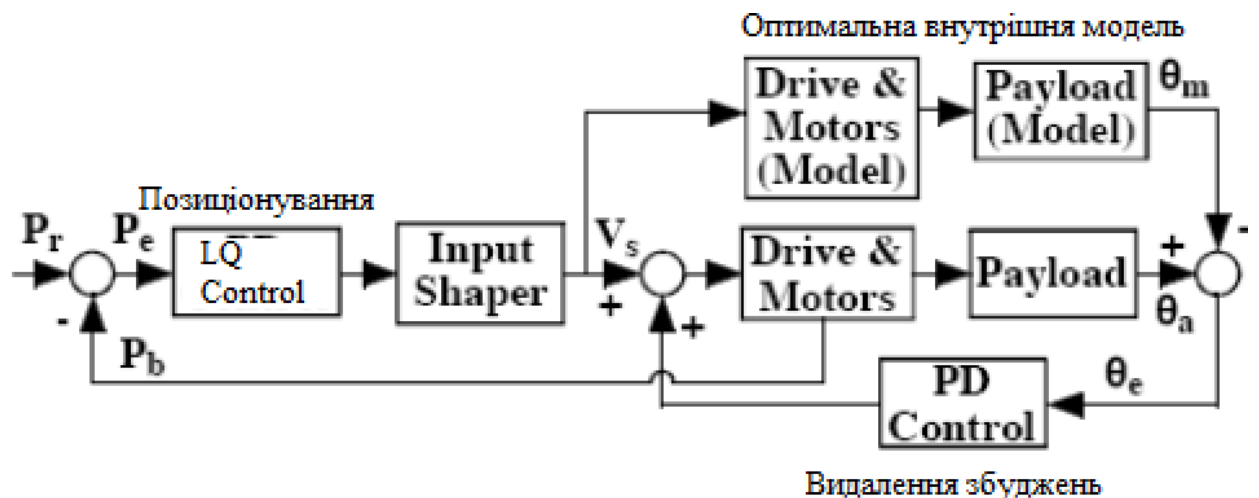 Оптимальна внутрішня модель
Drive &
Motors
(Model)
Payload
(Model)
θm
Позиціонування
Pr
Pe
LQ
Control
Input
Shaper
Vs
+
+
Drive &
Motors
Payload
+
-
θa
-
Pb
PD
Control
θe
Видалення збуджень